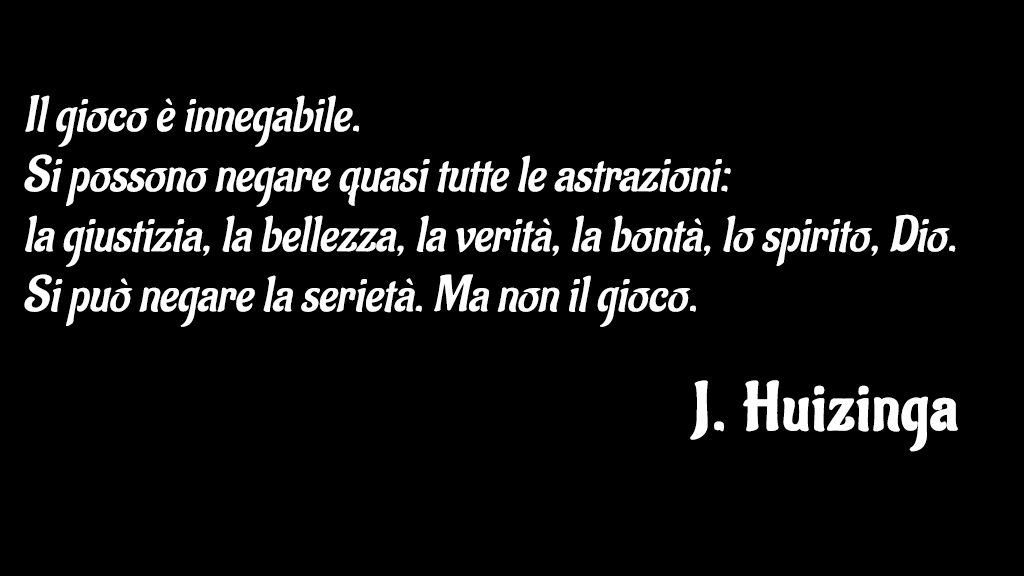 Il gioco è innegabile.
Si possono negare quasi tutte le astrazioni:
la giustizia, la bellezza, la verità, la bontà, lo spirito, Dio.
Si può negare la serietà. Ma non il gioco.
J. Huizinga